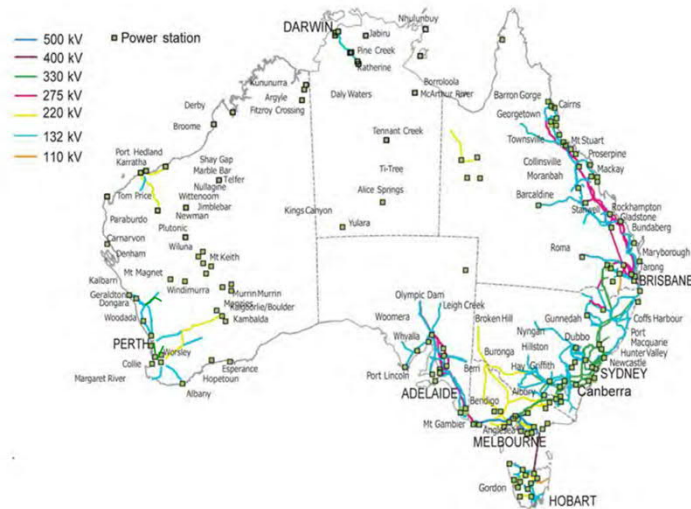 500 kV
400 kV
330 kV
275 kV
220 kV
132 kV
110 kV
Power station
DARWIN
Nhulunbuy
Jabiru
Pine Creek
Katherine
Kununurra
Argyle
Fitzroy Crossing
Daly Waters
Borroloola
McArthur River
Derby
Broome
Tennant Creek
Ti-Tree
Alice Springs
Kings Canyon
Yulara
Barron Gorge
Cairns
Georgetown
Townsville
Mt Stuart
Proserpine
Collinsville
Mackay
Moranbah
Barcaldine
Stanwell
Rockhampton
Gladstone
Bundaberg
Maryborough
Roma
Tarong
BRISBANE
Port Hedland
Karratha
Shay Gap
Marble Bar
Telfer
Nullagine
Wittenoom
Tom Price
Jimblebar
Newman
Paraburdo
Plutonic
Carnarvon
Wiluna
Denham
Mt Keith
Mt Magnet
Kalbarri
Windimurra
Murrin Murrin
Geraldton
Dongara
Kalgoorlie/Boulder
Woodada
Kambalda
PERTH
Worsley
Collie
Esperance
Hopetoun
Margaret River
Albany
Olympic Dam
Leigh Creek
Woomera
Whyalla
Port Lincoln
Berri
ADELAIDE
Mt Gambier
Broken Hill
Buronga
Nyngan
Gunnedah
Coffs Harbour
Port
Macquarie
Dubbo
Hunter Valley
Hillston
Newcastle
Hay
Griffith
SYDNEY
Albury
Canberra
Bendigo
Anglesea
MELBOURNE
Gordon
HOBART